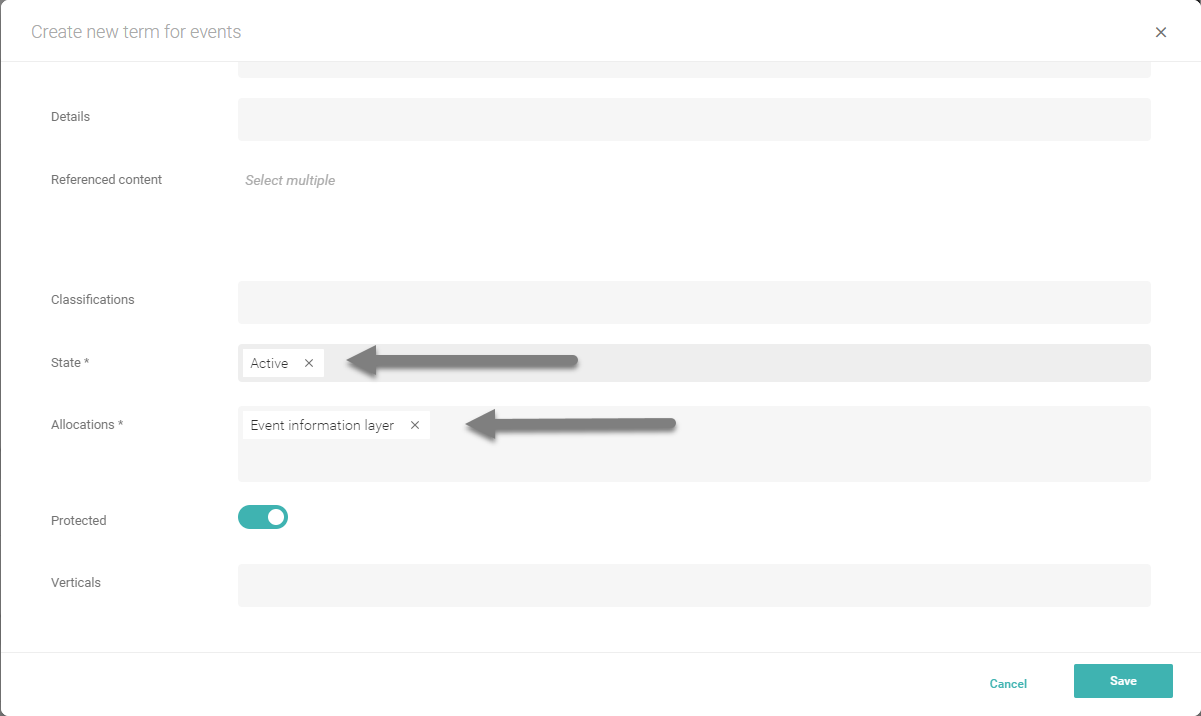 Create new term for events
Details
Referenced content
Select multiple
Classifications
State *
Active
Allocations *
Event information layer
Protected
Verticals
Cancel
Save